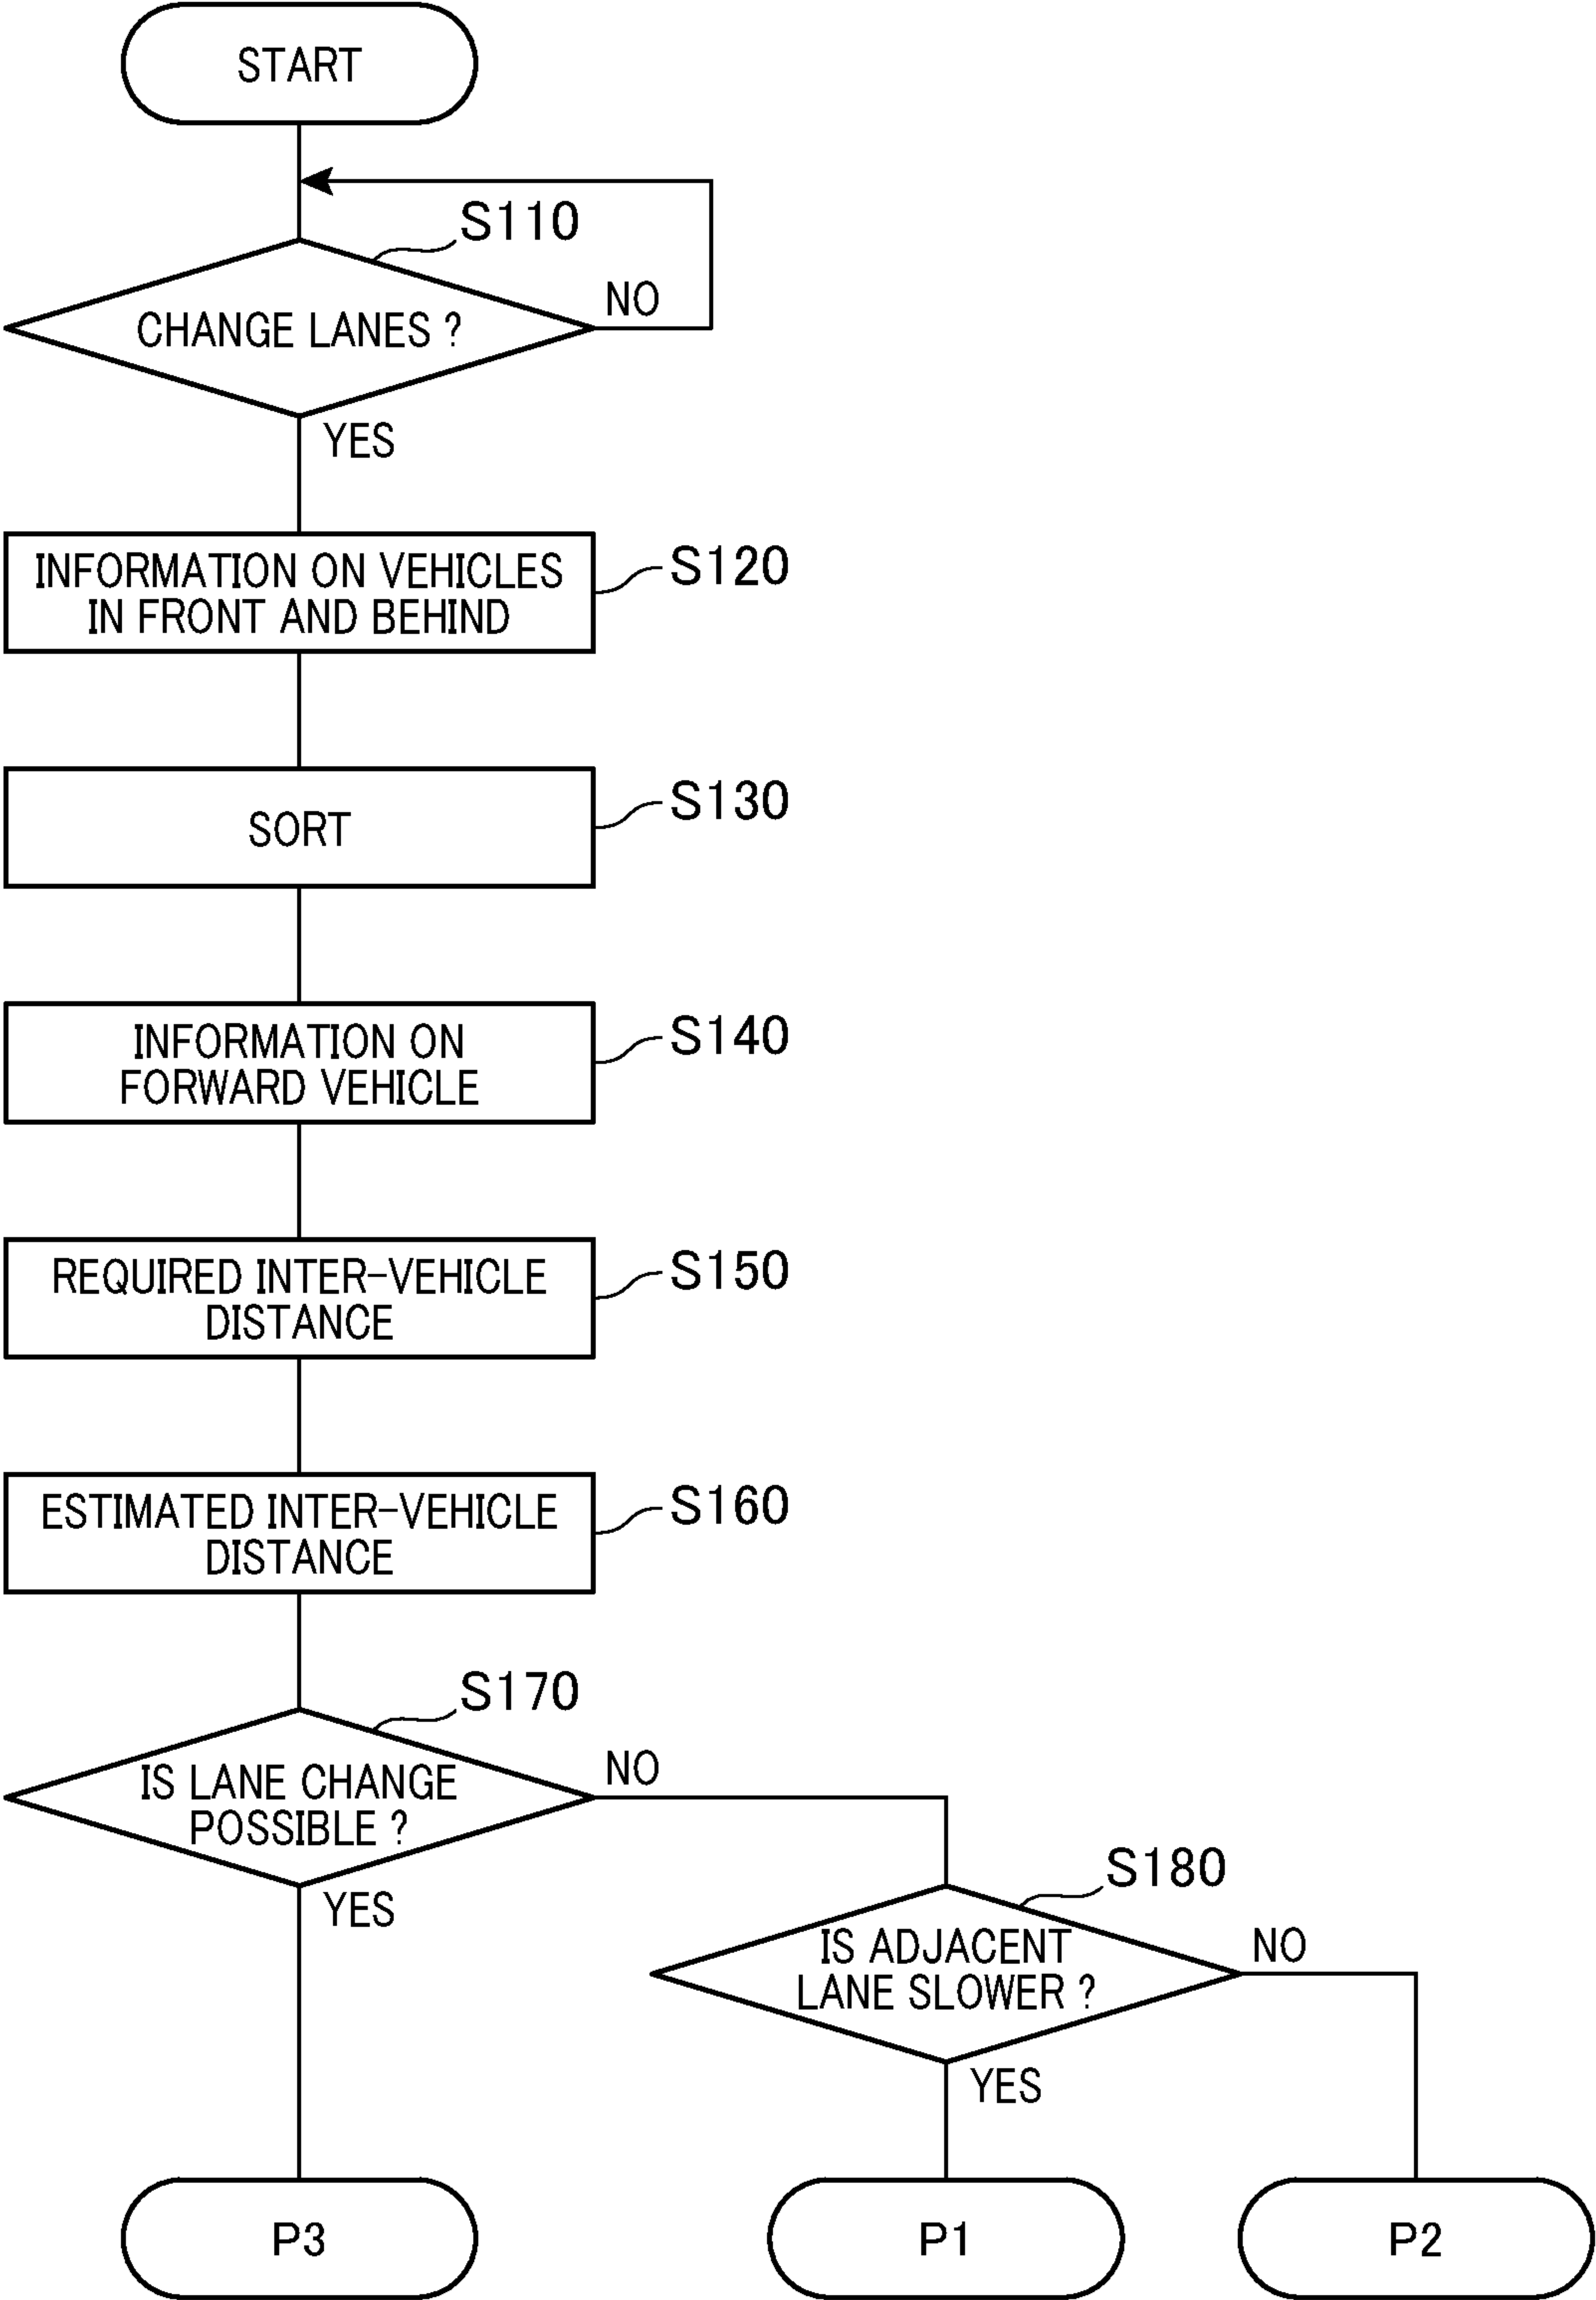 START
S110
CHANGE LANES ?
NO
YES
INFORMATION ON VEHICLES
IN FRONT AND BEHIND
S120
SORT
S130
INFORMATION ON
FORWARD VEHICLE
S140
REQUIRED INTER-VEHICLE
DISTANCE
S150
ESTIMATED INTER-VEHICLE
DISTANCE
S160
S170
IS LANE CHANGE
POSSIBLE ?
NO
YES
S180
IS ADJACENT
LANE SLOWER ?
NO
YES
P3
P1
P2